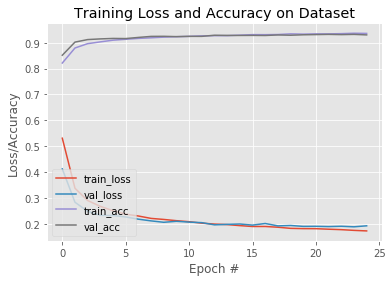 Training Loss and Accuracy on Dataset
Loss/Accuracy
0.9
0.8
0.7
0.6
0.5
0.4
0.3
0.2
train_loss
val_loss
train_acc
val_acc
0
5
10
15
20
25
Epoch #